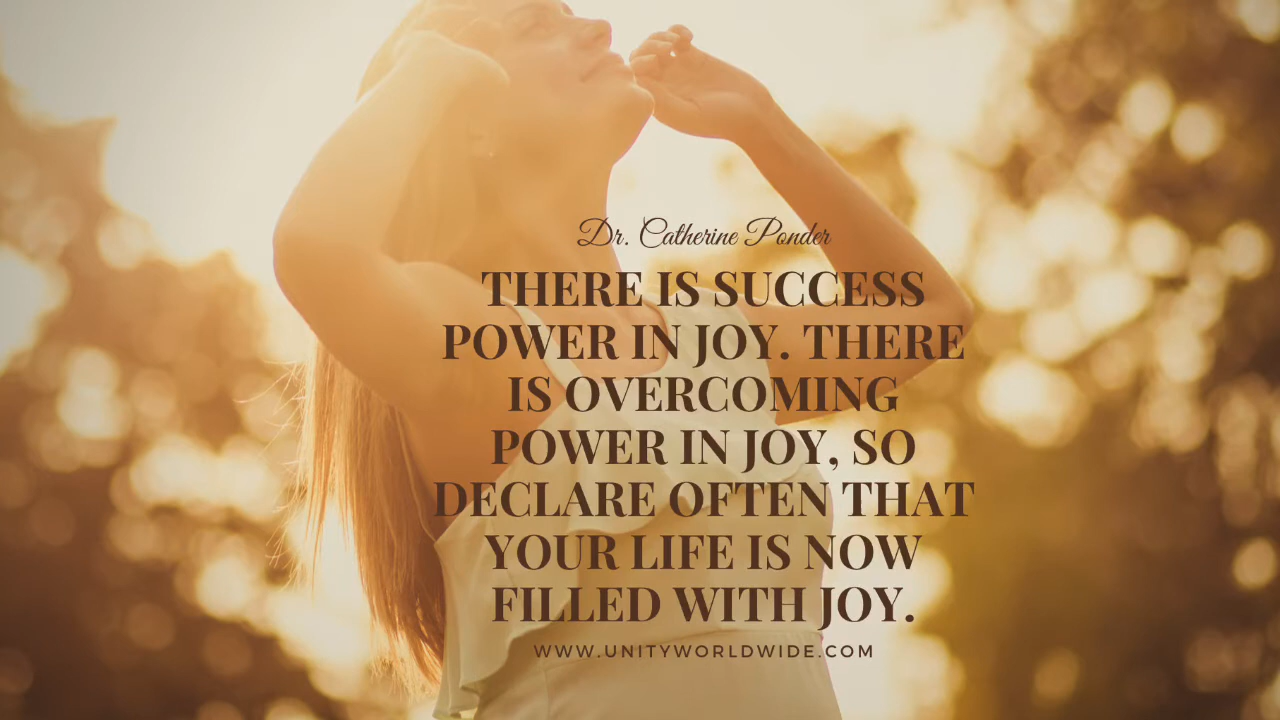 Dr. Catherine Ponder
THERE IS SUCCESS
POWER IN JOY. THERE
IS OVERCOMING
POWER IN JOY, SO
DECLARE OFTEN THAT
YOUR LIFE IS NOW
FILLED WITH JOY.
WWW.UNITYWORLDWIDE.COM